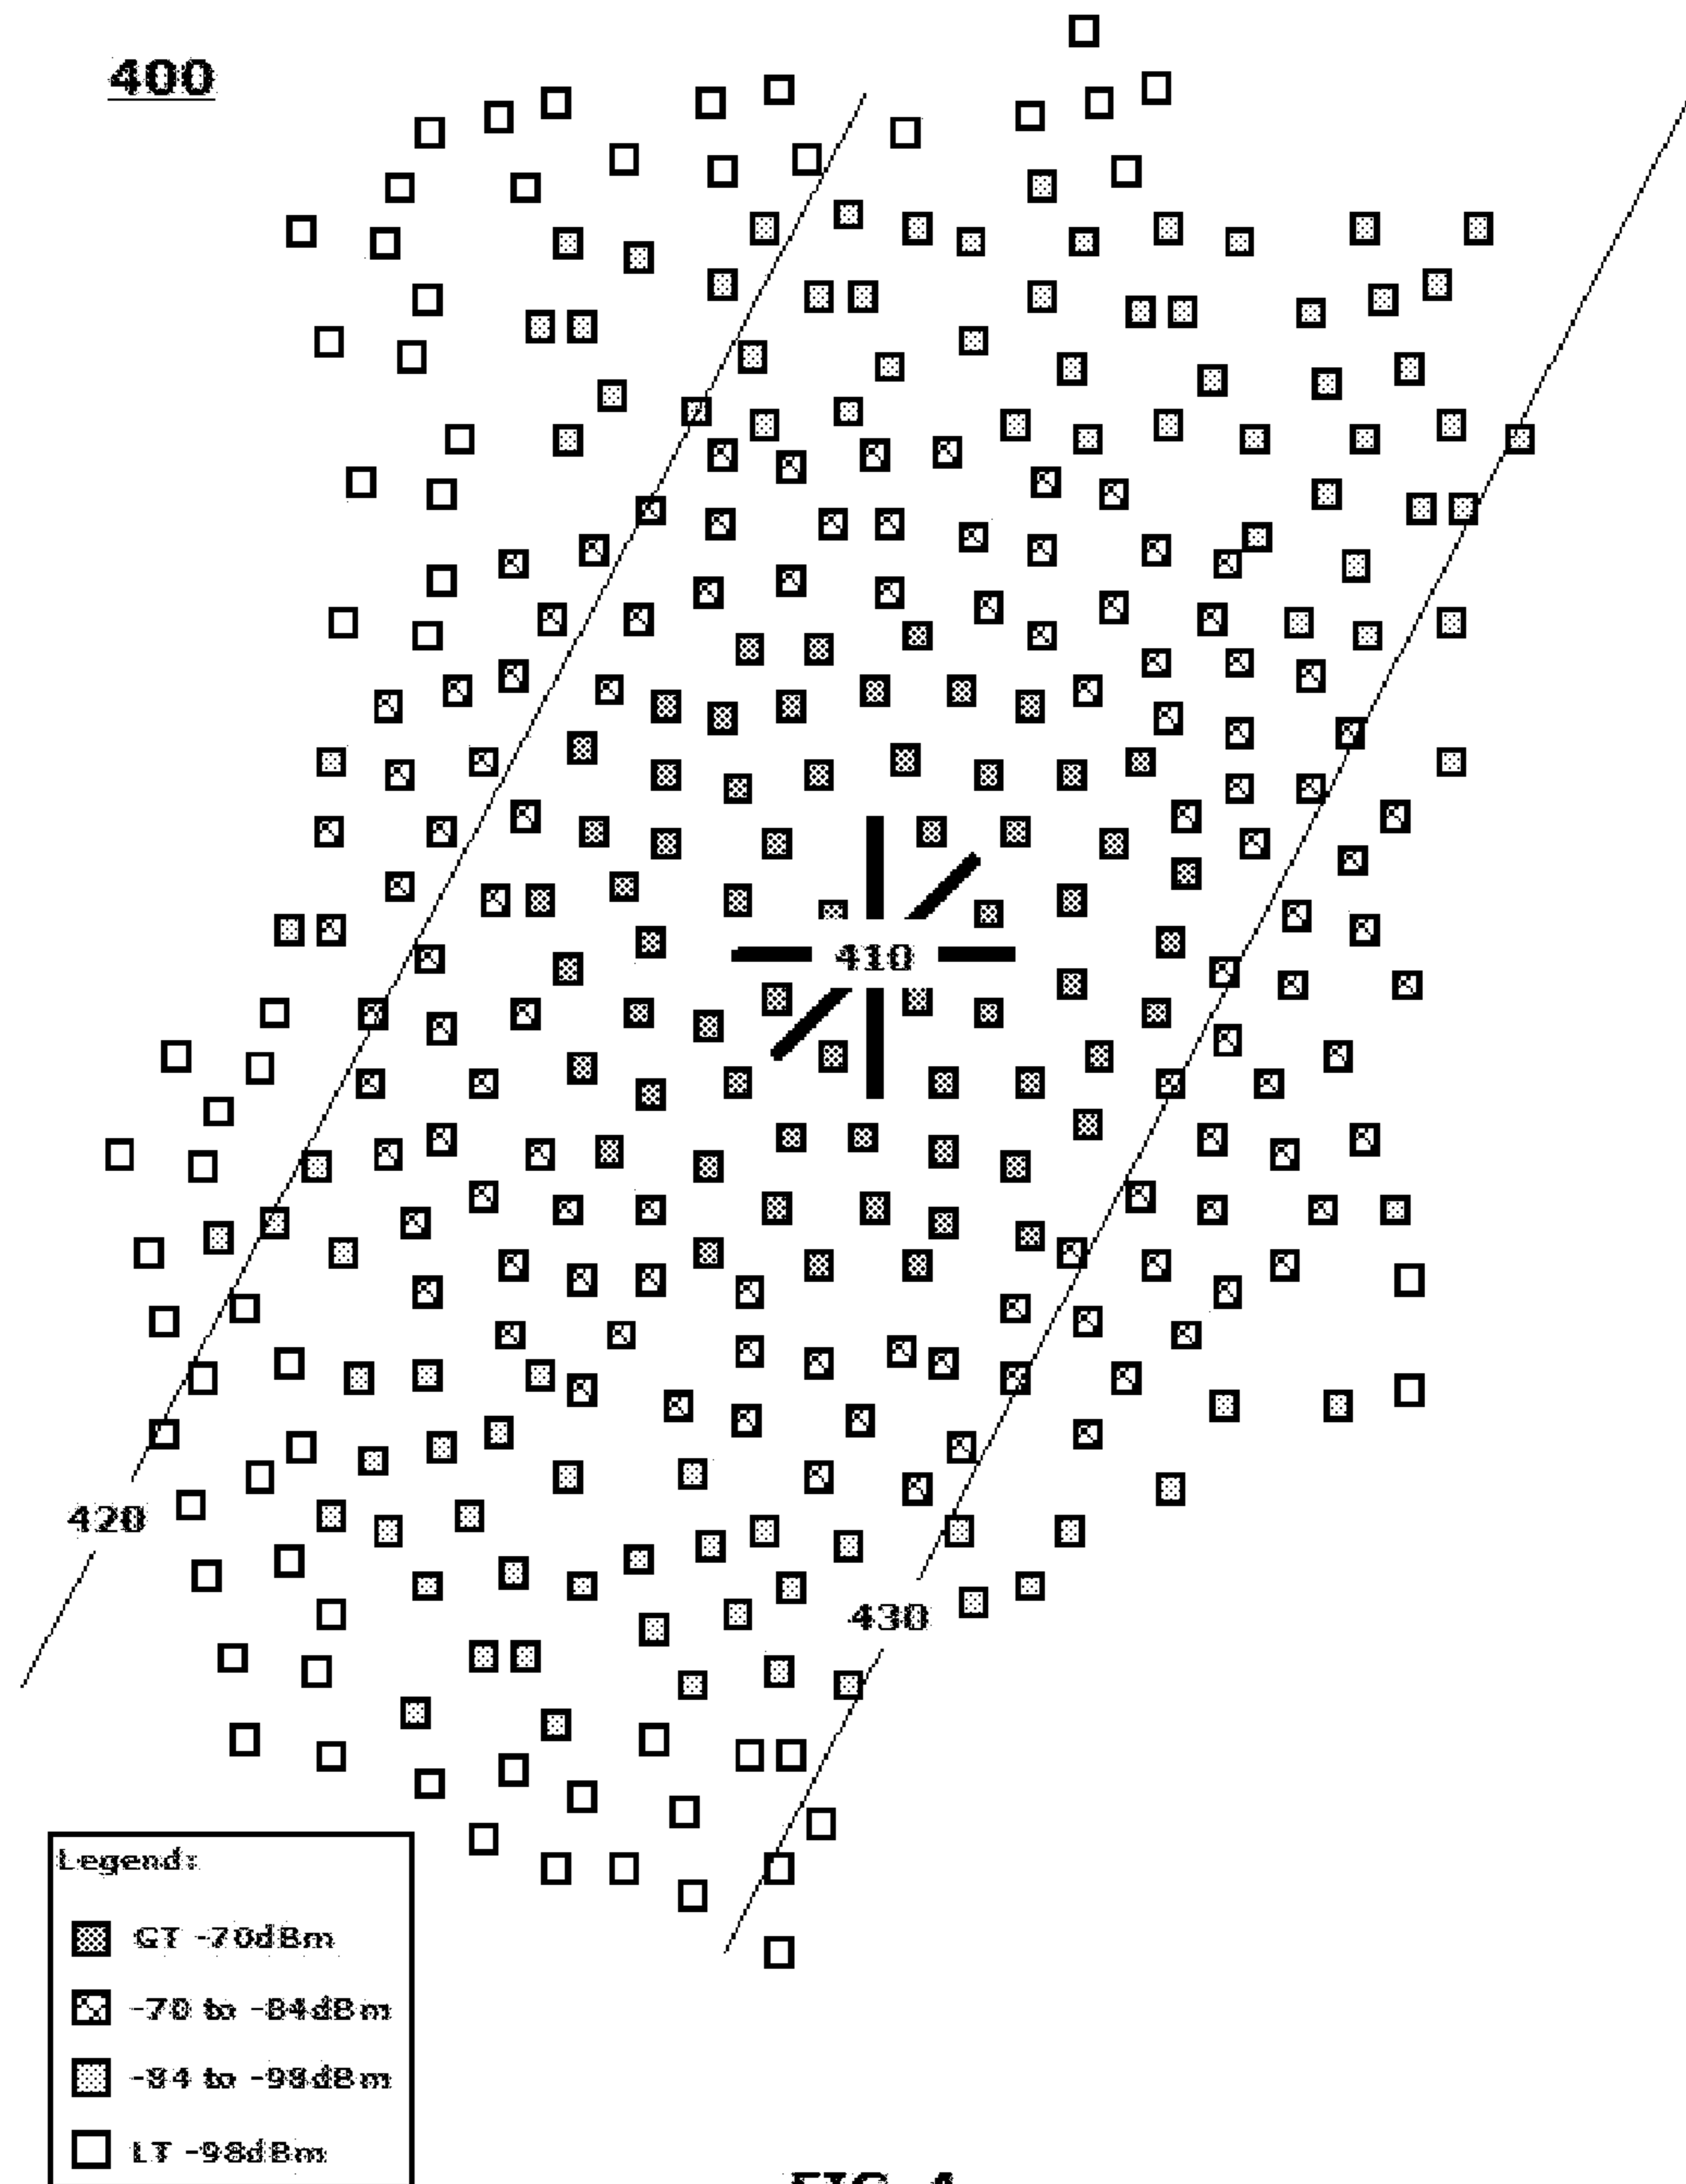 400
410
420
430
Legend:
GT -70dBm
-70 to -84dBm
-84 to -98dBm
LT -98dBm